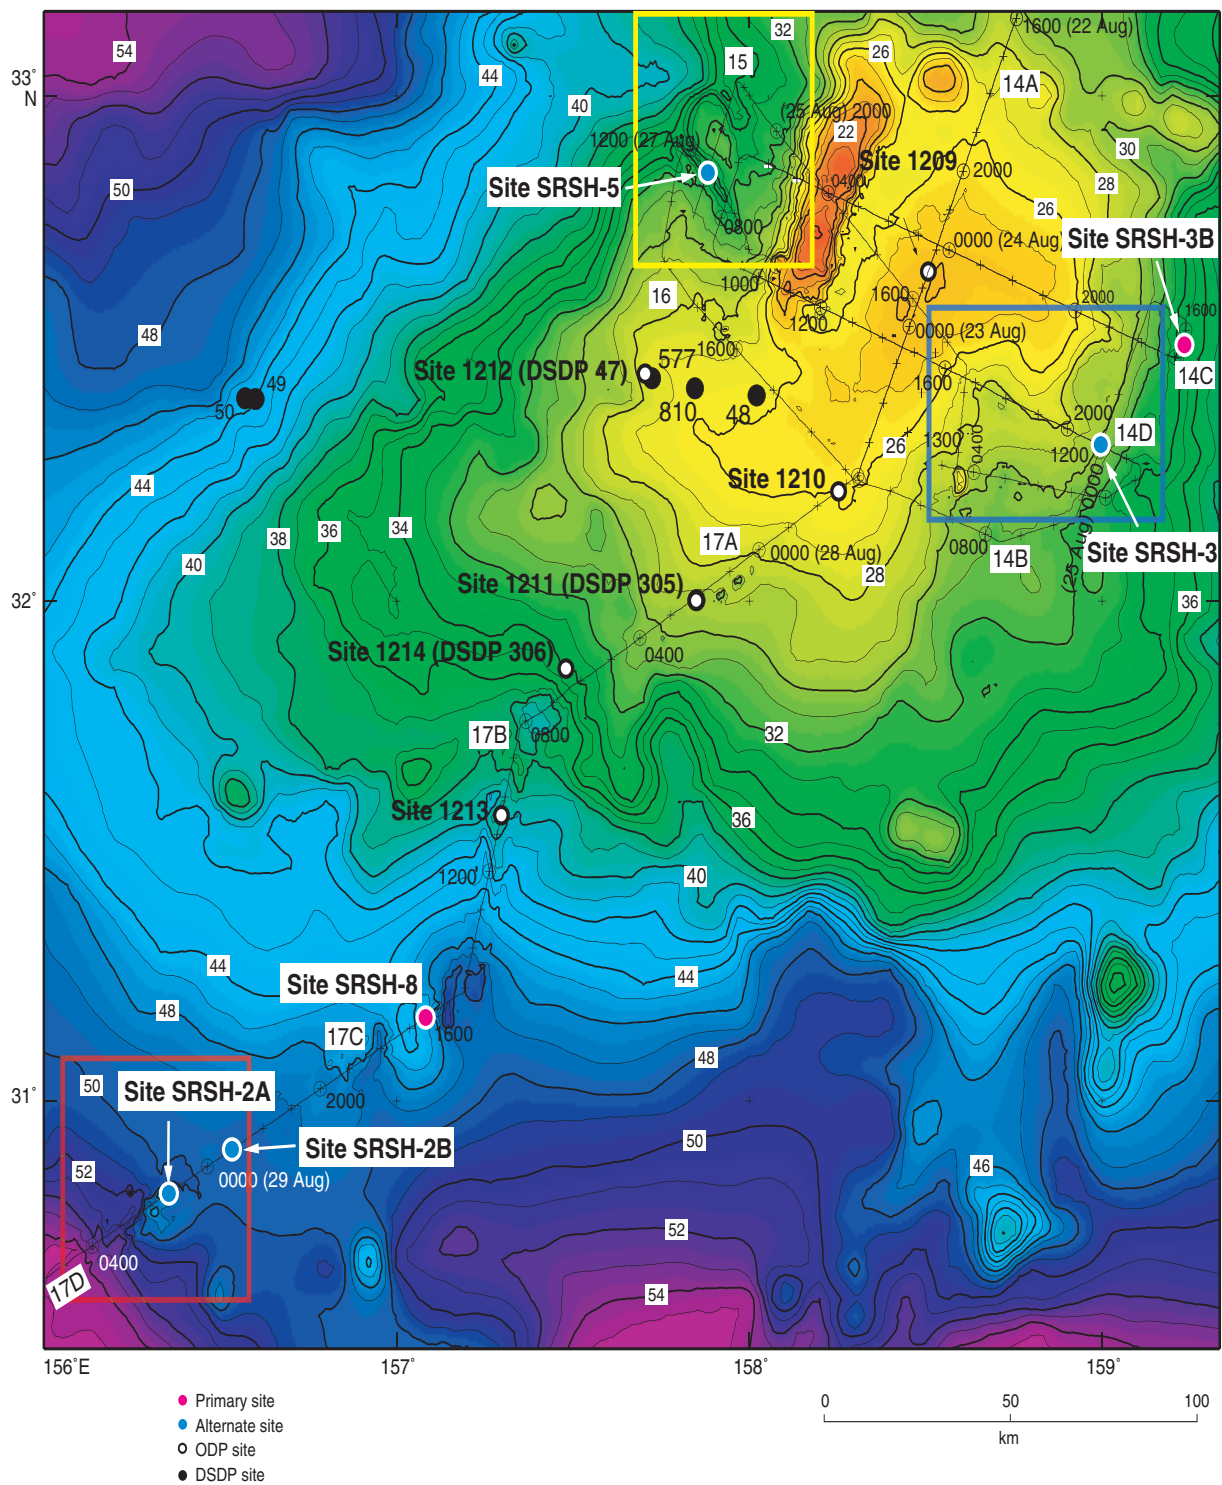 1600 (22 Aug)
32
54
44
26
15
33°
N
14A
40
(25 Aug) 2000
22
1200 (27 Aug)
30
Site 1209
2000
0400
50
Site SRSH-5
28
26
0800
0000 (24 Aug)
Site SRSH-3B
1000
16
1600
2000
1600
1200
0000 (23 Aug)
48
1600
577
Site 1212 (DSDP 47)
14C
49
1600
50
810
48
2000
14D
1300
26
0400
1200
44
Site 1210
(25 Aug) 0000
36
34
38
17A
0000 (28 Aug)
0800
14B
Site SRSH-3
40
28
Site 1211 (DSDP 305)
32°
36
Site 1214 (DSDP 306)
0400
17B
0800
32
Site 1213
36
1200
40
44
44
Site SRSH-8
48
17C
1600
48
50
Site SRSH-2A
31°
2000
50
Site SRSH-2B
52
46
0000 (29 Aug)
52
0400
17D
54
156°E
157°
158°
159°
Primary site
Alternate site
ODP site
DSDP site
0
50
100
km